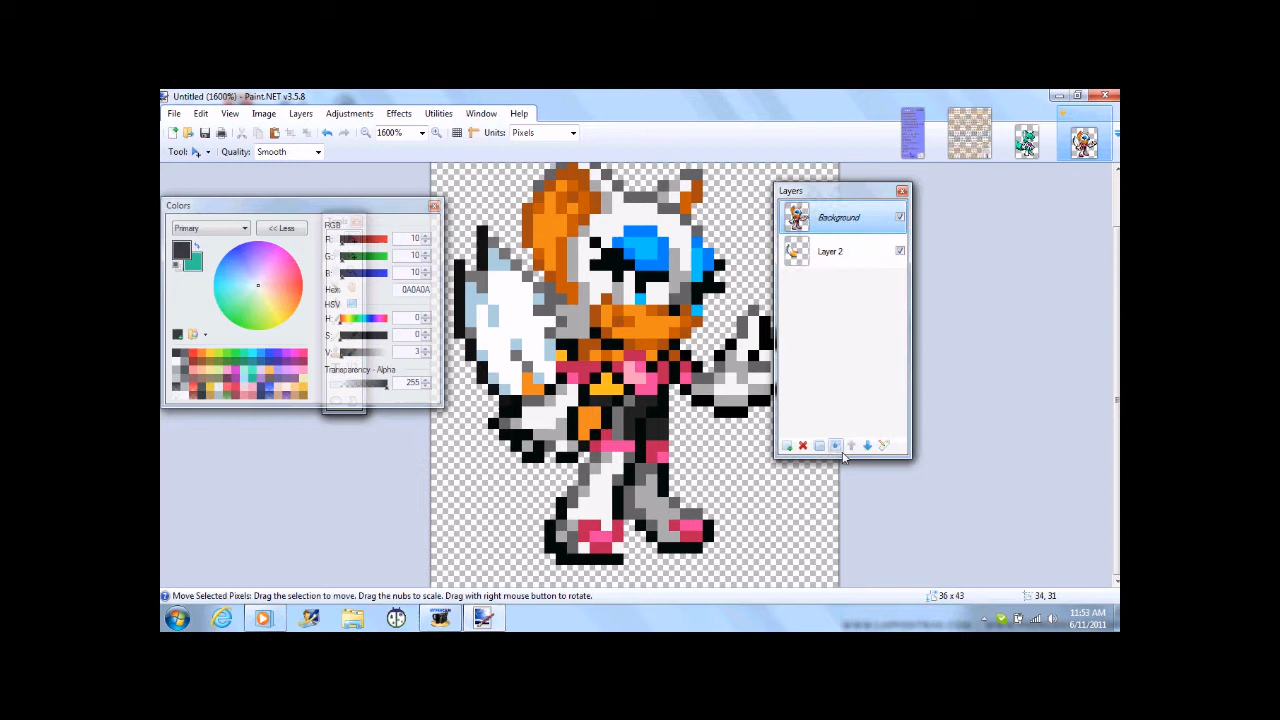 Untitled (1600%) - Paint.NET v3.5.8
File Edit View Image Layers Adjustments Effects Utilities Window Help
1600% Units: Pixels
Tool: Quality: Smooth
Colors
Primary << Less
RGB
R: 10
G: 10
B: 10
Hex: 0A0A0A
HSV
H: 0
S: 0
V: 3
Transparency - Alpha
255
Layers
Background
Layer 2
Move Selected Pixels: Drag the selection to move. Drag the nubs to scale. Drag with right mouse button to rotate.
36 x 43
34, 31
11:53 AM
6/11/2011